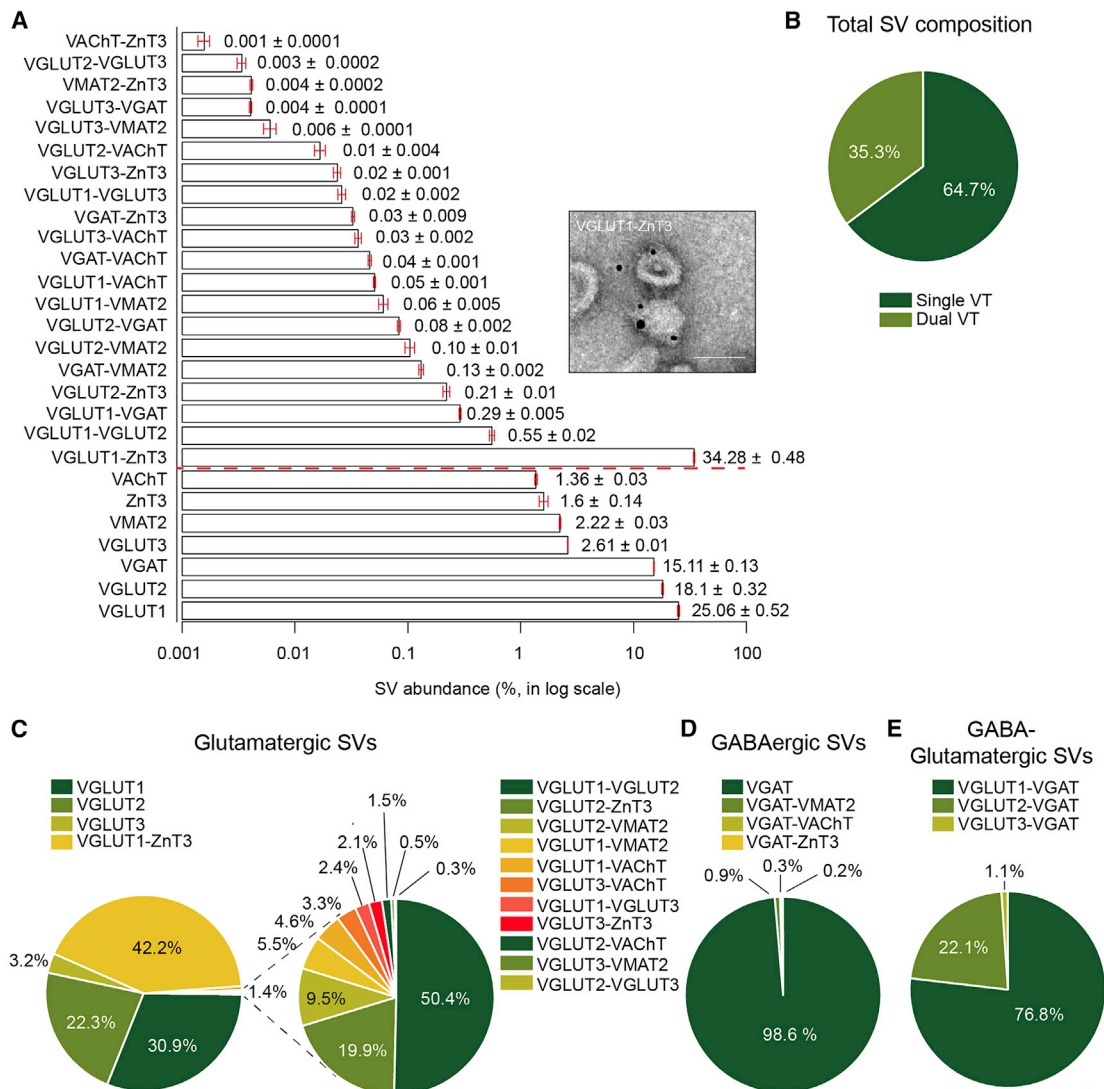 A
VAChT-ZnT3 0.001 ± 0.0001
VGLUT2-VGLUT3 0.003 ± 0.0002
VMAT2-ZnT3 0.004 ± 0.0002
VGLUT3-VGAT 0.004 ± 0.0001
VGLUT3-VMAT2 0.006 ± 0.0001
VGLUT2-VAChT 0.01 ± 0.004
VGLUT3-ZnT3 0.02 ± 0.001
VGLUT1-VGLUT3 0.02 ± 0.002
VGAT-ZnT3 0.03 ± 0.009
VGLUT3-VAChT 0.03 ± 0.002
VGAT-VAChT 0.04 ± 0.001
VGLUT1-VAChT 0.05 ± 0.001
VGLUT1-VMAT2 0.06 ± 0.005
VGLUT2-VGAT 0.08 ± 0.002
VGLUT2-VMAT2 0.10 ± 0.01
VGAT-VMAT2 0.13 ± 0.002
VGLUT2-ZnT3 0.21 ± 0.01
VGLUT1-VGAT 0.29 ± 0.005
VGLUT1-VGLUT2 0.55 ± 0.02
VGLUT1-ZnT3 34.28 ± 0.48
VAChT 1.36 ± 0.03
ZnT3 1.6 ± 0.14
VMAT2 2.22 ± 0.03
VGLUT3 2.61 ± 0.01
VGAT 15.11 ± 0.13
VGLUT2 18.1 ± 0.32
VGLUT1 25.06 ± 0.52
0.001 0.01 0.1 1 10 100
SV abundance (%, in log scale)
VGLUT1-ZnT3
B
Total SV composition
35.3%
64.7%
Single VT
Dual VT
C
Glutamatergic SVs
VGLUT1
VGLUT2
VGLUT3
VGLUT1-ZnT3
42.2%
3.2%
22.3%
30.9%
1.4%
1.5%
2.1%
0.5%
2.4%
0.3%
3.3%
4.6%
5.5%
9.5%
19.9%
50.4%
VGLUT1-VGLUT2
VGLUT2-ZnT3
VGLUT2-VMAT2
VGLUT1-VMAT2
VGLUT1-VAChT
VGLUT3-VAChT
VGLUT1-VGLUT3
VGLUT3-ZnT3
VGLUT2-VAChT
VGLUT3-VMAT2
VGLUT2-VGLUT3
D
GABAergic SVs
VGAT
VGAT-VMAT2
VGAT-VAChT
VGAT-ZnT3
0.3%
0.9%
0.2%
98.6 %
E
GABA-
Glutamatergic SVs
VGLUT1-VGAT
VGLUT2-VGAT
VGLUT3-VGAT
1.1%
22.1%
76.8%